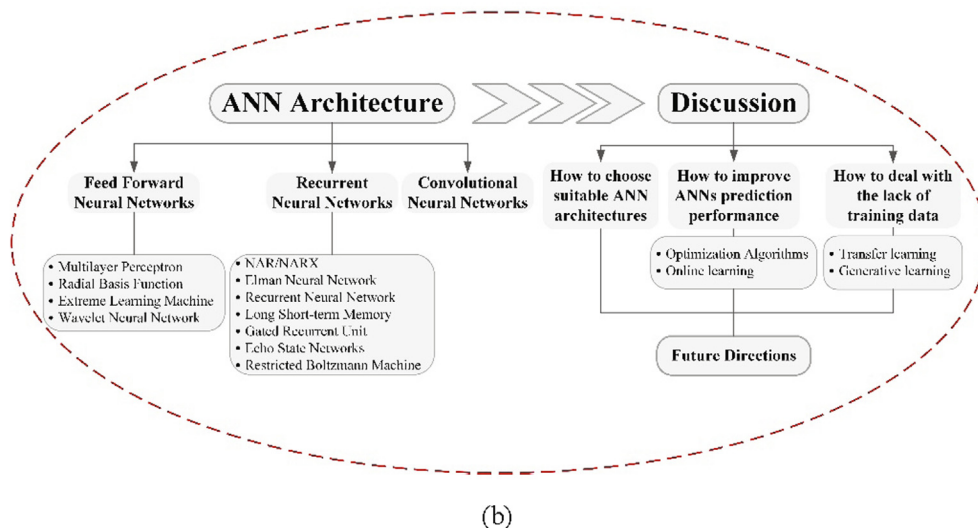 ANN Architecture
Discussion
Feed Forward
Neural Networks
Recurrent
Neural Networks
Convolutional
Neural Networks
How to choose
suitable ANN
architectures
How to improve
ANNs prediction
performance
How to deal with
the lack of
training data
• Multilayer Perceptron
• Radial Basis Function
• Extreme Learning Machine
• Wavelet Neural Network
• NAR/NARX
• Elman Neural Network
• Recurrent Neural Network
• Long Short-term Memory
• Gated Recurrent Unit
• Echo State Networks
• Restricted Boltzmann Machine
• Optimization Algorithms
• Online learning
• Transfer learning
• Generative learning
Future Directions
(b)